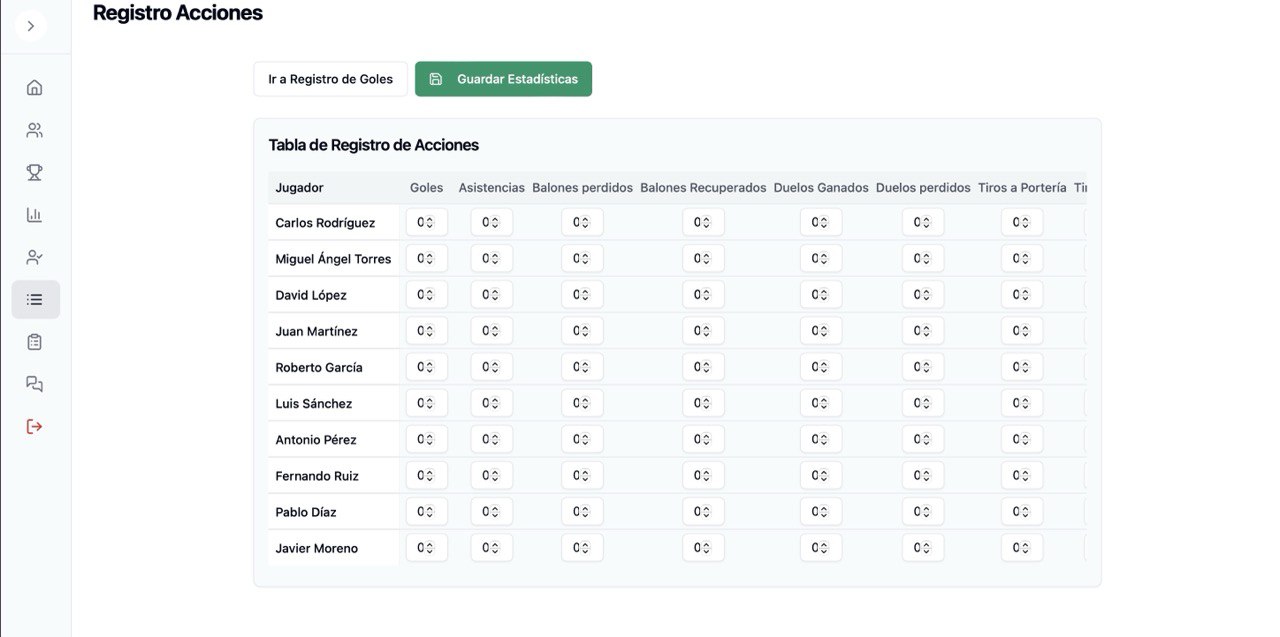 Registro Acciones
Ir a Registro de Goles Guardar Estadísticas
Tabla de Registro de Acciones
Jugador Goles Asistencias Balones perdidos Balones Recuperados Duelos Ganados Duelos perdidos Tiros a Portería
Carlos Rodríguez 0 0 0 0 0 0 0
Miguel Ángel Torres 0 0 0 0 0 0 0
David López 0 0 0 0 0 0 0
Juan Martínez 0 0 0 0 0 0 0
Roberto García 0 0 0 0 0 0 0
Luis Sánchez 0 0 0 0 0 0 0
Antonio Pérez 0 0 0 0 0 0 0
Fernando Ruiz 0 0 0 0 0 0 0
Pablo Díaz 0 0 0 0 0 0 0
Javier Moreno 0 0 0 0 0 0 0